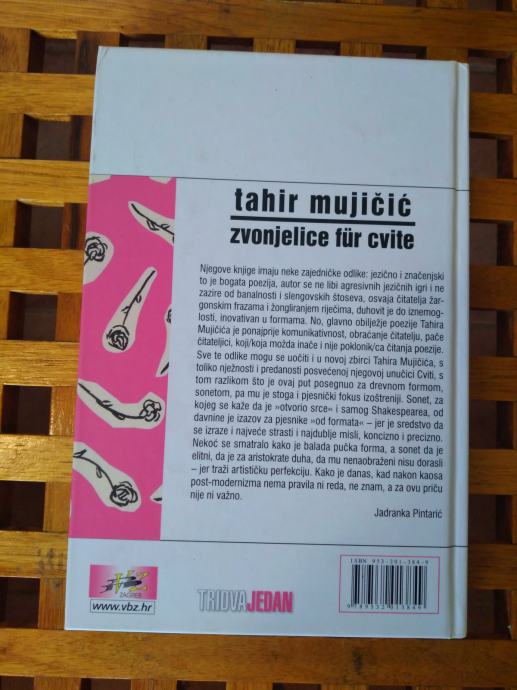 tahir mujičić
zvonjelice für cvite
Njegove knjige imaju neke zajedničke odlike: jezično i značenjski
to je bogata poezija, autor se ne libi agresivnih jezičnih igri i ne
zazire od banalnosti i slengovskih štoseva, osvaja čitatelja žar-
gonskim frazama i žongliranjem riječima, duhovit je do iznemog-
losti, inovativan u formama. No, glavno obilježje poezije Tahira
Mujičića je ponajprije komunikativnost, obraćanje čitatelju, pače
čitateljici, koji/koja možda inače i nije poklonik/ca čitanja poezije.
Sve te odlike mogu se uočiti i u novoj zbirci Tahira Mujičića, s
toliko nježnosti i predanosti posvećenoj njegovoj unučici Cviti, s
tom razlikom što je ovaj put posegnuo za drevnom formom,
sonetom, pa mu je stoga i pjesnički fokus izoštreniji. Sonet, za
kojeg se kaže da je »otvorio srce« i samog Shakespearea, od
davnine je izazov za pjesnike »od formata« – jer je sredstvo da
se izraze i najveće strasti i najdublje misli, koncizno i precizno.
Nekoć se smatralo kako je balada pučka forma, a sonet da je
elitni, da je za aristokrate duha, da mu nenaobraženi nisu dorasli
– jer traži artističku perfekciju. Kako je danas, kad nakon kaosa
post-modernizma nema pravila ni reda, ne znam, a za ovu priču
nije ni važno.
Jadranka Pintarić
ZAGREB
www.vbz.hr
TRIDVAJEDAN
ISBN 953-201-384-9
9789532013849